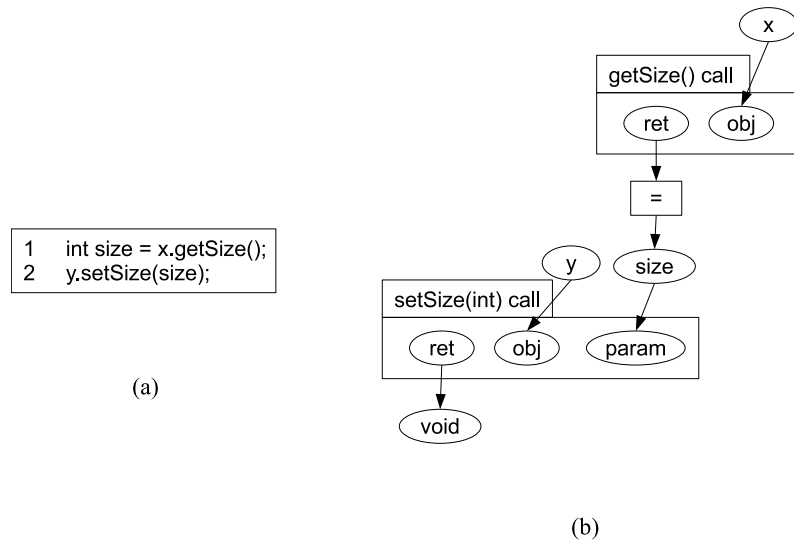 x
getSize() call
ret obj
=
1 int size = x.getSize();
2 y.setSize(size);
y
size
setSize(int) call
ret obj param
void
(a)
(b)